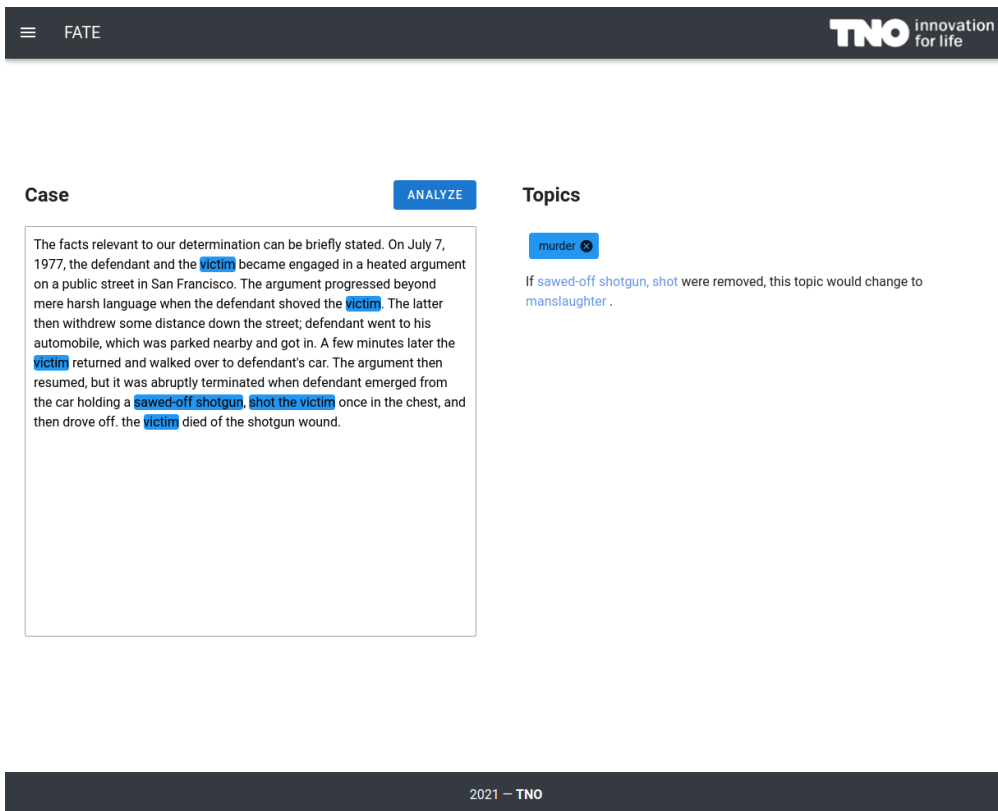 FATE
TNO innovation
for life
Case
ANALYZE
The facts relevant to our determination can be briefly stated. On July 7,
1977, the defendant and the victim became engaged in a heated argument
on a public street in San Francisco. The argument progressed beyond
mere harsh language when the defendant shoved the victim. The latter
then withdrew some distance down the street; defendant went to his
automobile, which was parked nearby and got in. A few minutes later the
victim returned and walked over to defendant's car. The argument then
resumed, but it was abruptly terminated when defendant emerged from
the car holding a sawed-off shotgun, shot the victim once in the chest, and
then drove off. the victim died of the shotgun wound.
Topics
murder
If sawed-off shotgun, shot were removed, this topic would change to
manslaughter .
2021 — TNO